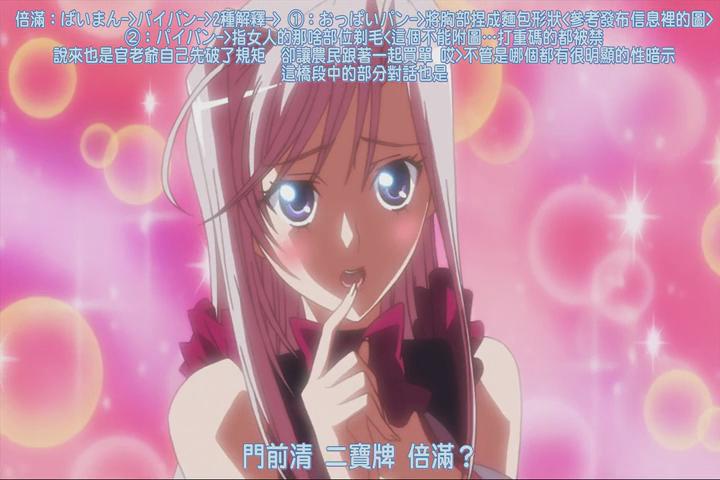 倍滿：ばいまん->パイパン->2種解釋-> ①：おっぱいパン->將胸部捏成麵包形狀<參考發布信息裡的圖>
②：パイパン->指女人的那啥部位剃毛<這個不能附圖…打重碼的都被禁
說來也是官老爺自己先破了規矩　卻讓農民跟著一起買單 哎>不管是哪個都有很明顯的性暗示
這橋段中的部分對話也是
門前清 二寶牌 倍滿？